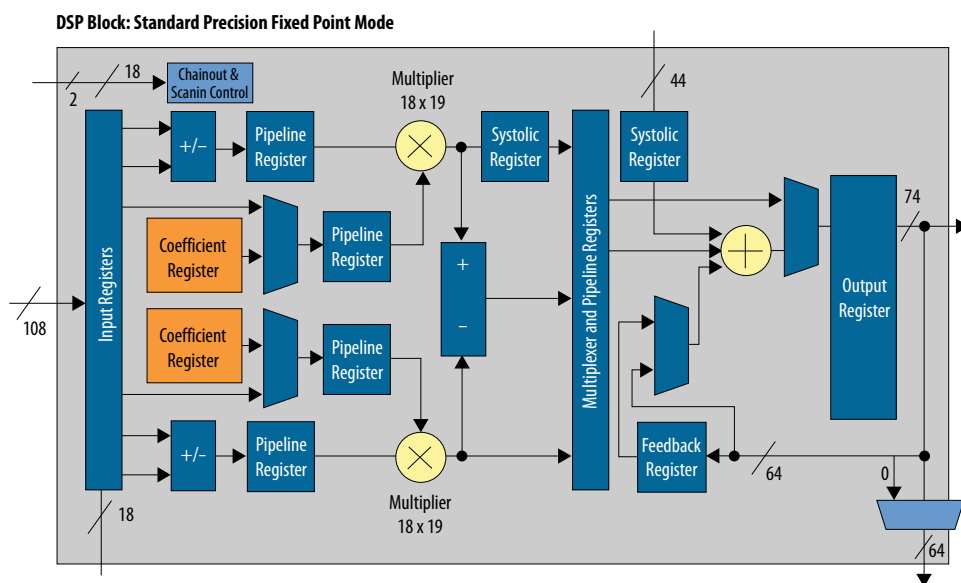 DSP Block: Standard Precision Fixed Point Mode
18
2
Chainout &
Scanin Control
44
Multiplier
18 x 19
+/–
Pipeline
Register
Systolic
Register
Systolic
Register
74
Coefficient
Register
Pipeline
Register
+
–
Input Registers
108
Multiplexer and Pipeline Registers
Output
Register
Coefficient
Register
Pipeline
Register
+/–
Pipeline
Register
Feedback
Register
64
0
Multiplier
18 x 19
18
64